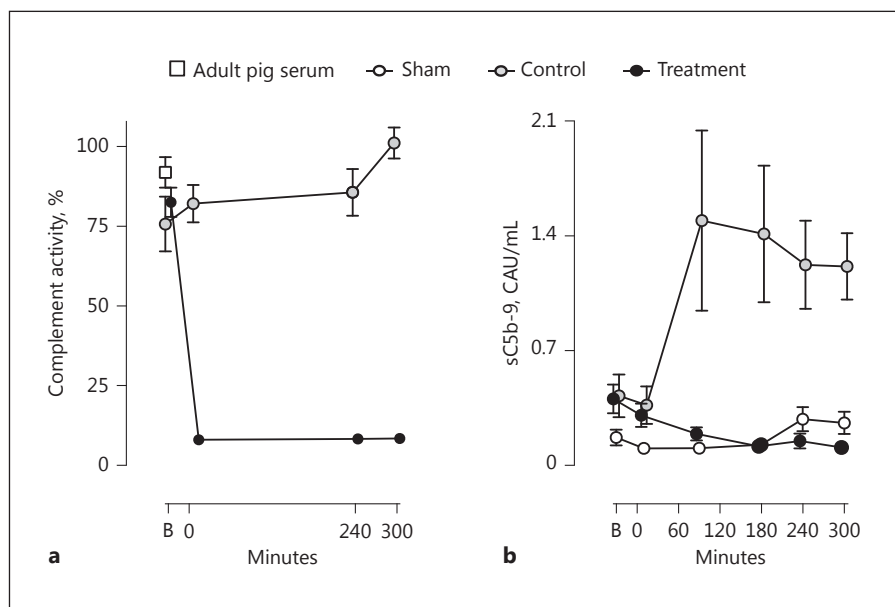 Adult pig serum Sham Control Treatment
Complement activity, %
100
75
50
25
0
B 0 240 300
Minutes
a
sC5b-9, CAU/mL
2.1
1.4
0.7
0
B 0 60 120 180 240 300
Minutes
b